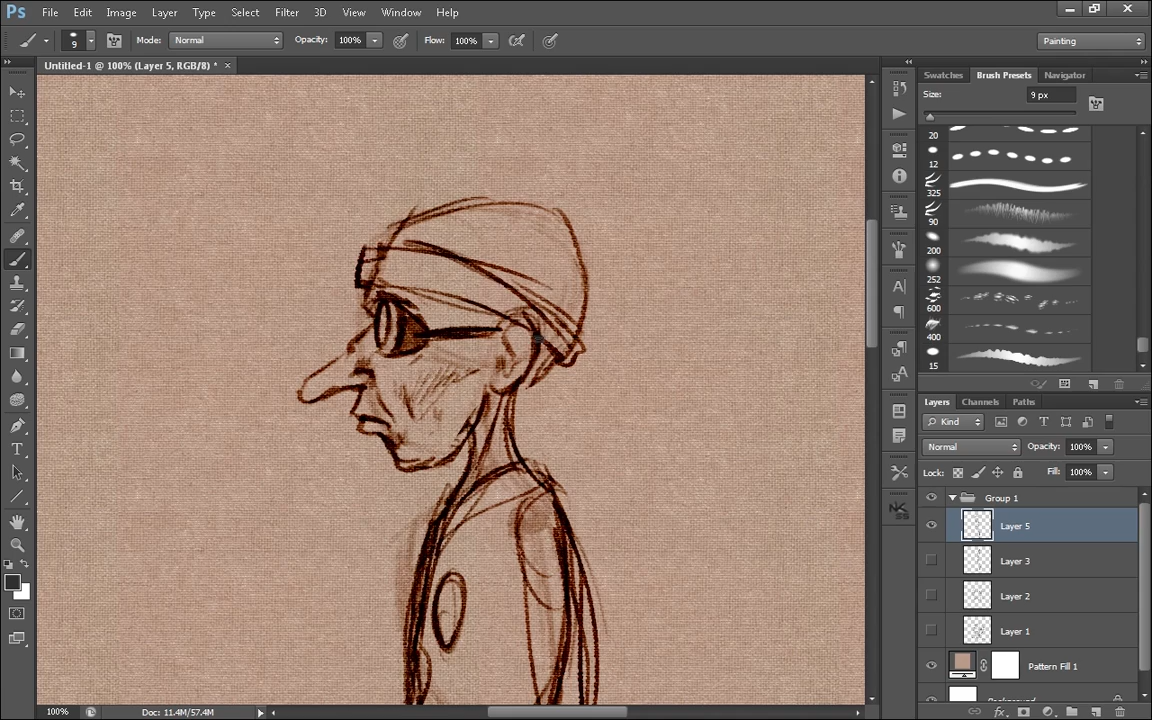 Ps File Edit Image Layer Type Select Filter 3D View Window Help
9 Mode: Normal Opacity: 100% Flow: 100% Painting
Untitled-1 @ 100% (Layer 5, RGB/8) * ×
Swatches Brush Presets Navigator
Size: 9 px
20
12
325
90
200
252
600
400
15
Layers Channels Paths
Kind
Normal Opacity: 100%
Lock: Fill: 100%
Group 1
Layer 5
Layer 3
Layer 2
Layer 1
Pattern Fill 1
Background
100% Doc: 11.4M/57.4M